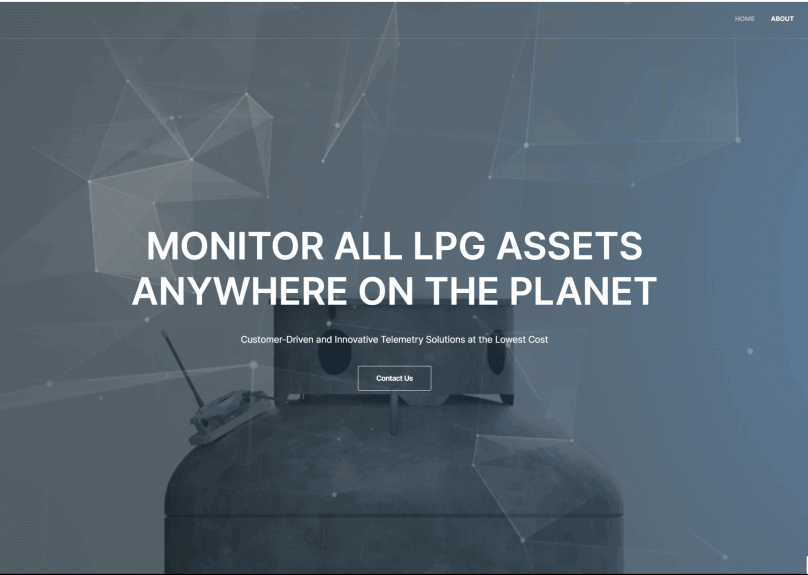 HOME ABOUT
MONITOR ALL LPG ASSETS
ANYWHERE ON THE PLANET
Customer-Driven and Innovative Telemetry Solutions at the Lowest Cost
Contact Us